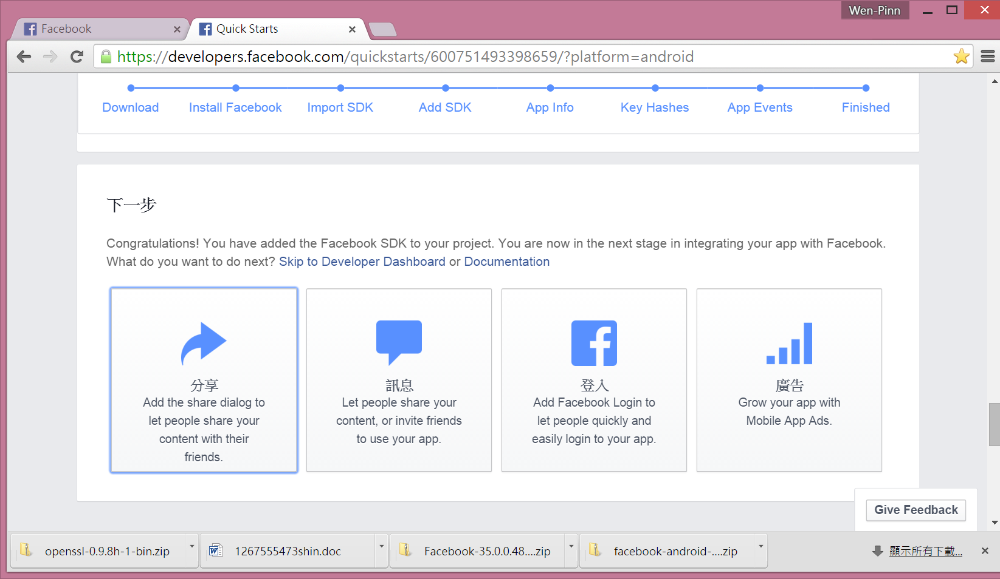 Wen-Pinn
Facebook
Quick Starts
https://developers.facebook.com/quickstarts/600751493398659/?platform=android
Download
Install Facebook
Import SDK
Add SDK
App Info
Key Hashes
App Events
Finished
下一步
Congratulations! You have added the Facebook SDK to your project. You are now in the next stage in integrating your app with Facebook.
What do you want to do next? Skip to Developer Dashboard or Documentation
分享
Add the share dialog to
let people share your
content with their
friends.
訊息
Let people share your
content, or invite friends
to use your app.
登入
Add Facebook Login to
let people quickly and
easily login to your app.
廣告
Grow your app with
Mobile App Ads.
Give Feedback
openssl-0.9.8h-1-bin.zip
1267555473shin.doc
Facebook-35.0.0.48....zip
facebook-android-....zip
顯示所有下載...